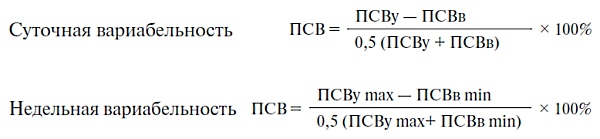 Суточная вариабельность ПСВ = ПСВу — ПСВв / 0,5 (ПСВу + ПСВв) × 100%
Недельная вариабельность ПСВ = ПСВу max — ПСВв min / 0,5 (ПСВу max+ ПСВв min) × 100%